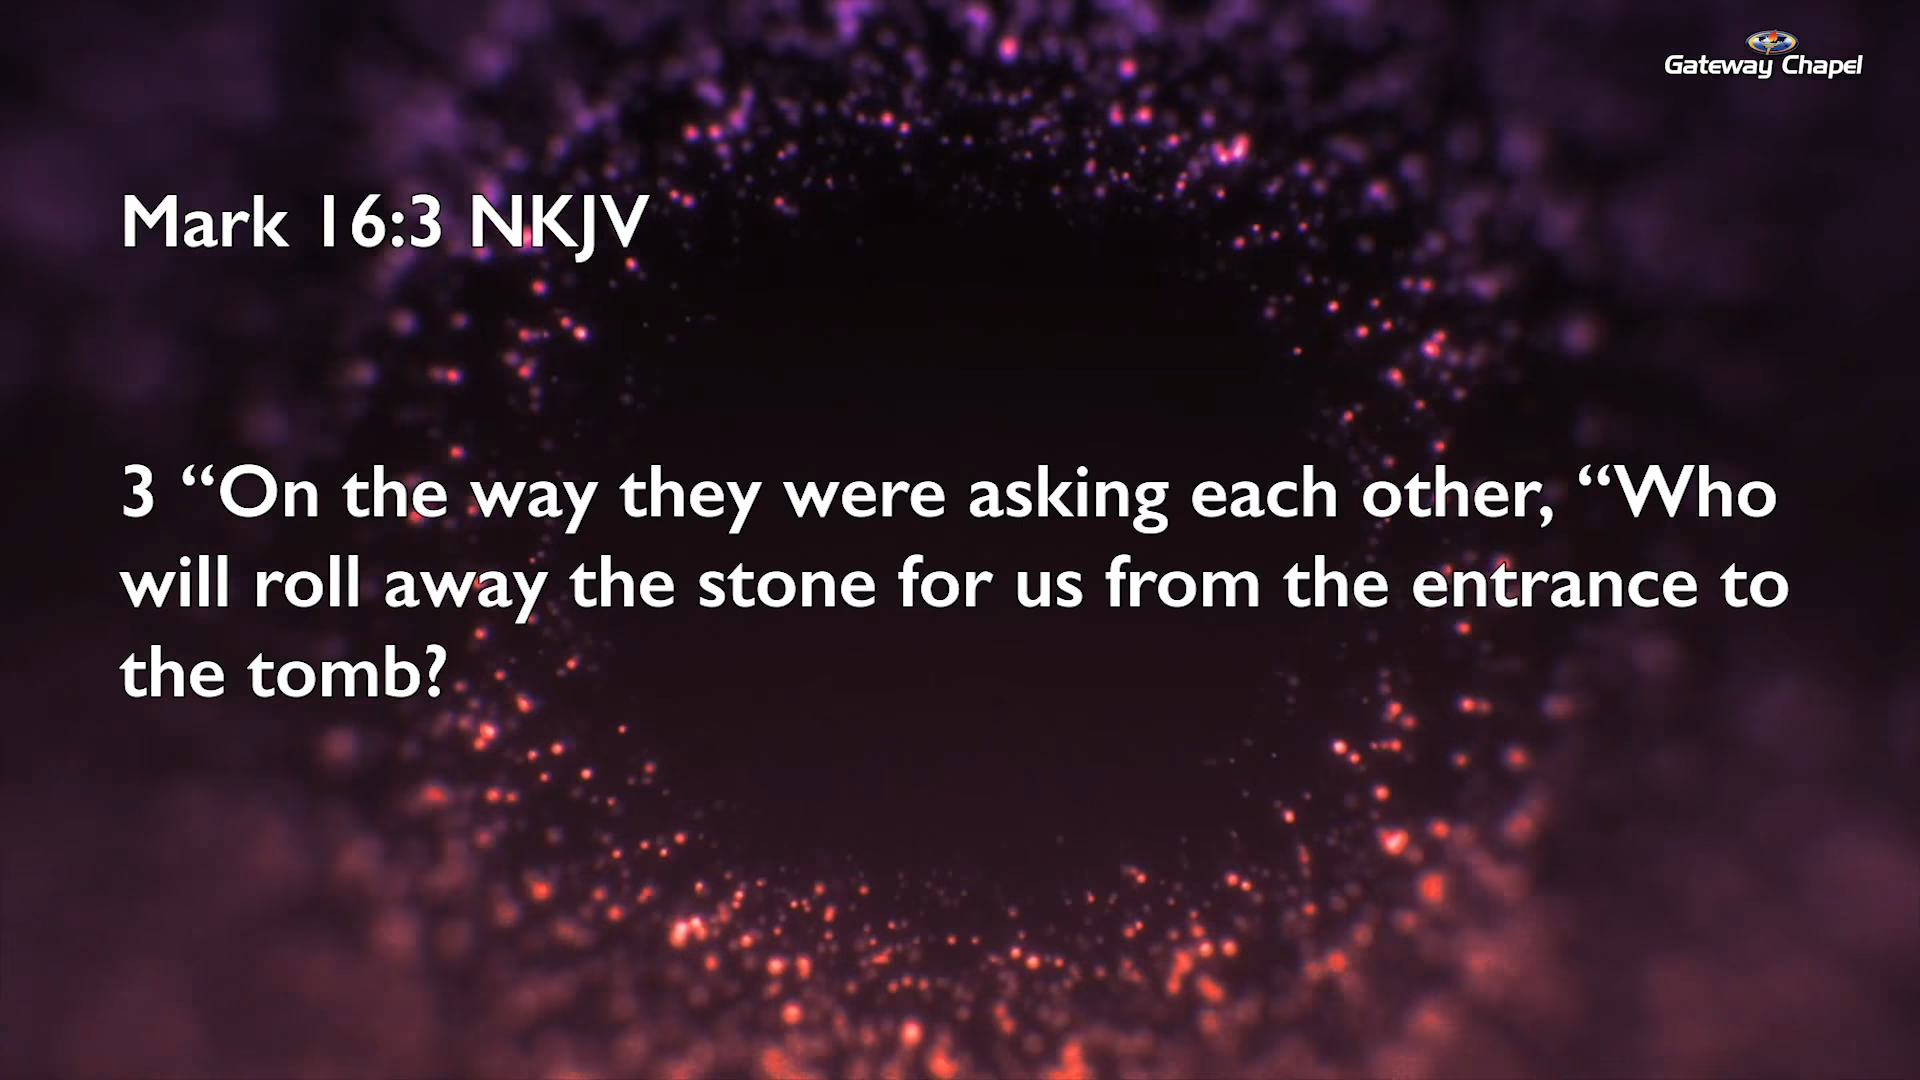 Gateway Chapel
Mark 16:3 NKJV
3 “On the way they were asking each other, “Who
will roll away the stone for us from the entrance to
the tomb?